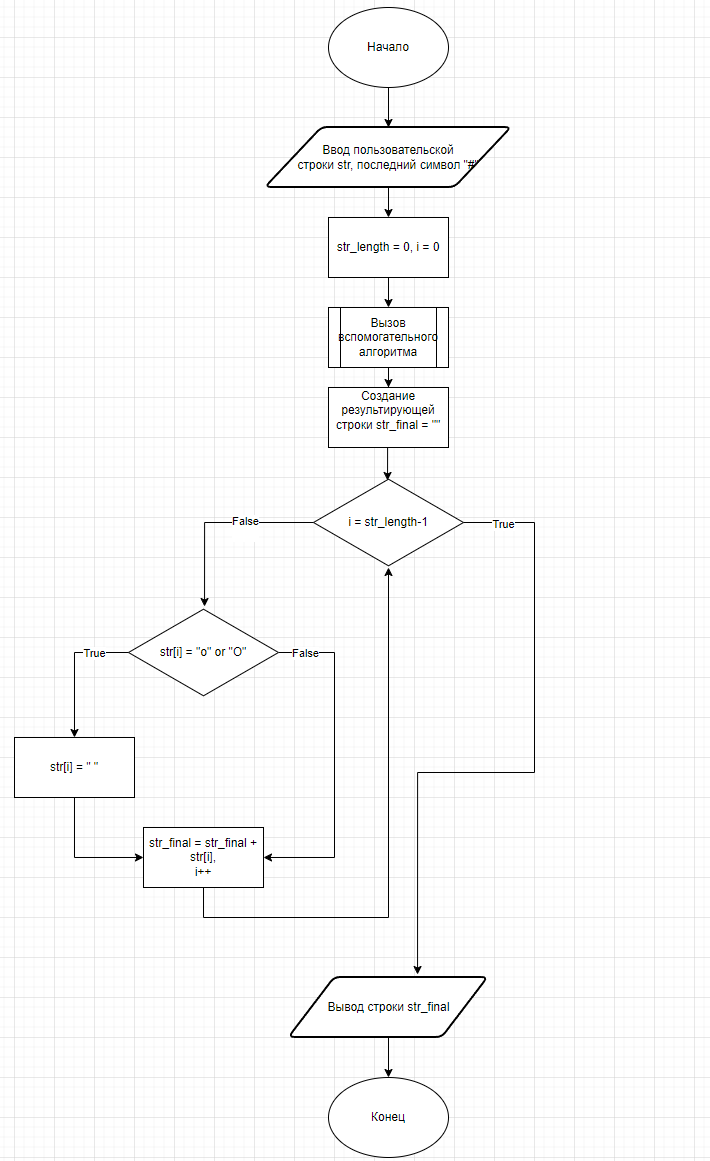 Начало
Ввод пользовательской
строки str, последний символ "#"
str_length = 0, i = 0
Вызов
вспомогательного
алгоритма
Создание
результирующей
строки str_final = ""
i = str_length-1
False
True
str[i] = "o" or "O"
True
False
str[i] = " "
str_final = str_final +
str[i],
i++
Вывод строки str_final
Конец